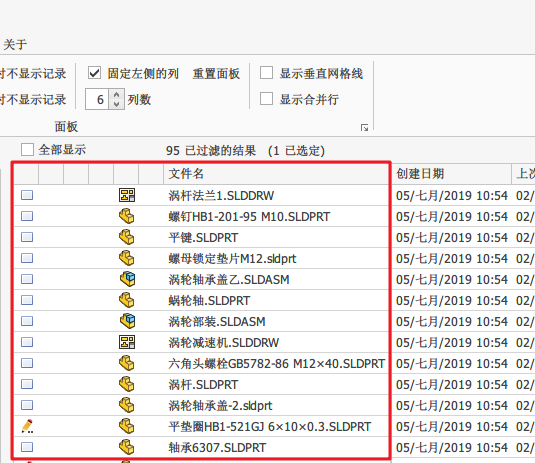 关于
时不显示记录 固定左侧的列 重置面板 显示垂直网格线
时不显示记录 6 列数 显示合并行
面板
全部显示 95 已过滤的结果 (1 已选定)
文件名 创建日期 上次
涡杆法兰1.SLDDRW 05/七月/2019 10:54 02/
螺钉HB1-201-95 M10.SLDPRT 05/七月/2019 10:54 02/
平键.SLDPRT 05/七月/2019 10:54 02/
螺母锁定垫片M12.sldprt 05/七月/2019 10:54 02/
涡轮轴承盖乙.SLDASM 05/七月/2019 10:54 02/
蜗轮轴.SLDPRT 05/七月/2019 10:54 02/
涡轮部装.SLDASM 05/七月/2019 10:54 02/
涡轮减速机.SLDDRW 05/七月/2019 10:54 02/
六角头螺栓GB5782-86 M12×40.SLDPRT 05/七月/2019 10:54 02/
涡杆.SLDPRT 05/七月/2019 10:54 02/
涡轮轴承盖-2.sldprt 05/七月/2019 10:54 02/
平垫圈HB1-521GJ 6×10×0.3.SLDPRT 05/七月/2019 10:54 02/
轴承6307.SLDPRT 05/七月/2019 10:54 02/